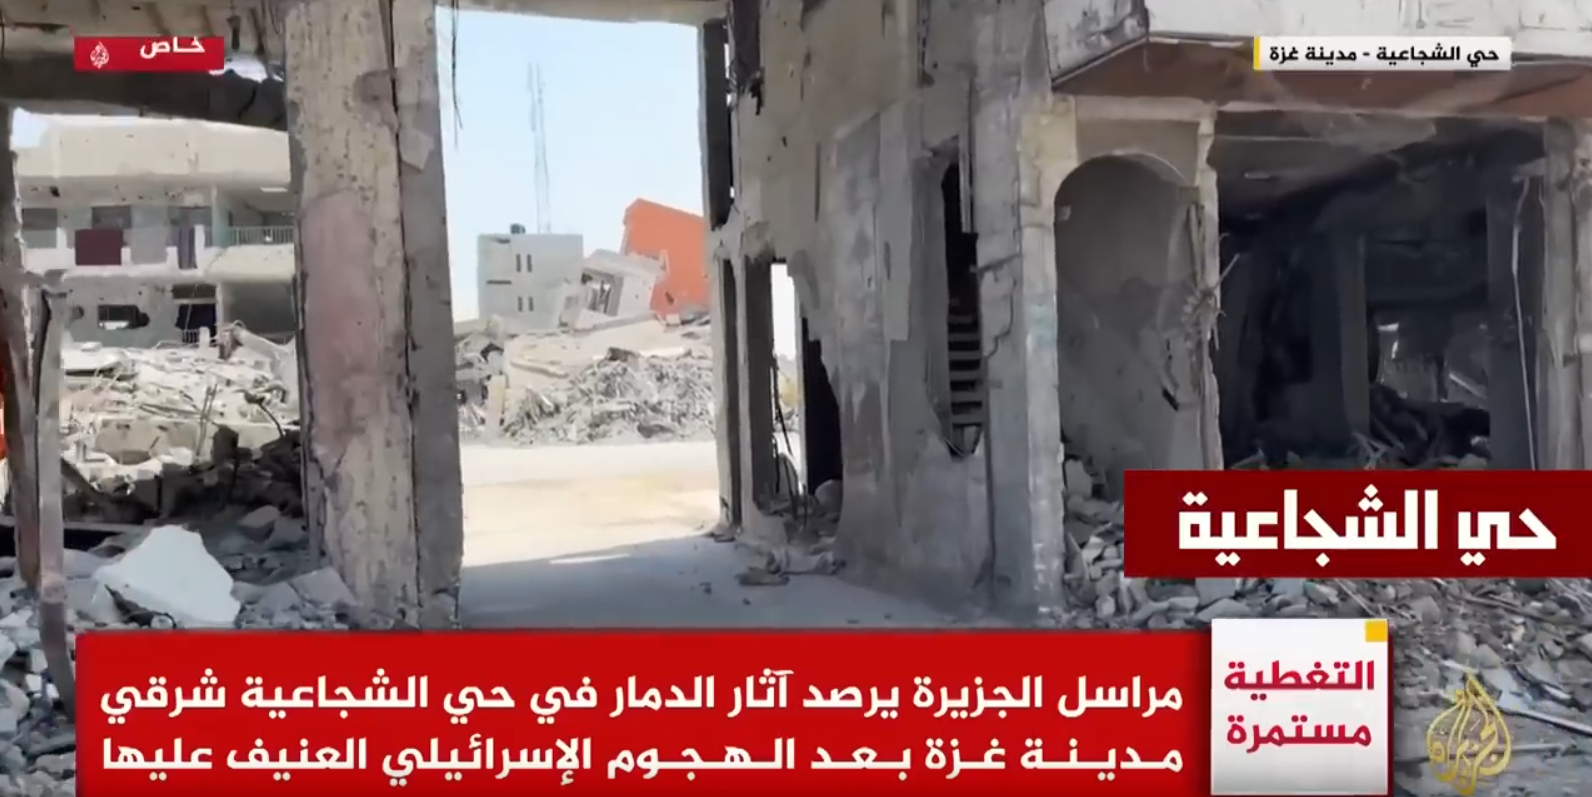 خاص
حي الشجاعية - مدينة غزة
حي الشجاعية
التغطية
مستمرة
مراسل الجزيرة يرصد آثار الدمار في حي الشجاعية شرقي
مدينة غزة بعد الهجوم الإسرائيلي العنيف عليها
الجزيرة